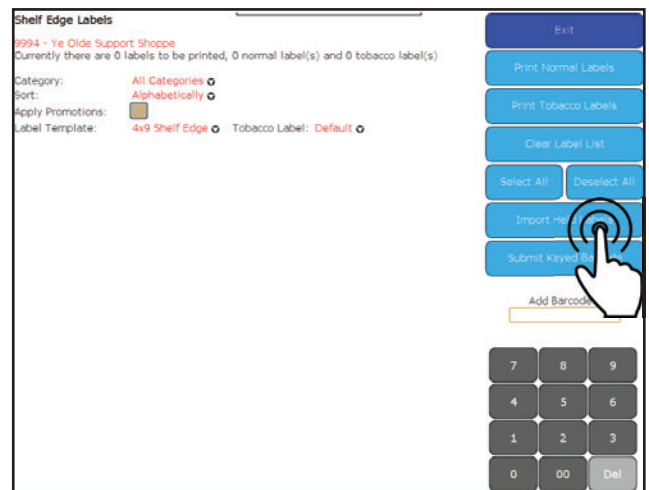 Shelf Edge Labels
9994 - Ye Olde Support Shoppe
Currently there are 0 labels to be printed, 0 normal label(s) and 0 tobacco label(s)
Category: All Categories
Sort: Alphabetically
Apply Promotions:
Label Template: 4x9 Shelf Edge Tobacco Label: Default
Exit
Print Normal Labels
Print Tobacco Labels
Clear Label List
Select All Deselect All
Import Held
Submit Keyed
Add Barcode
7 8 9
4 5 6
1 2 3
0 00 Del